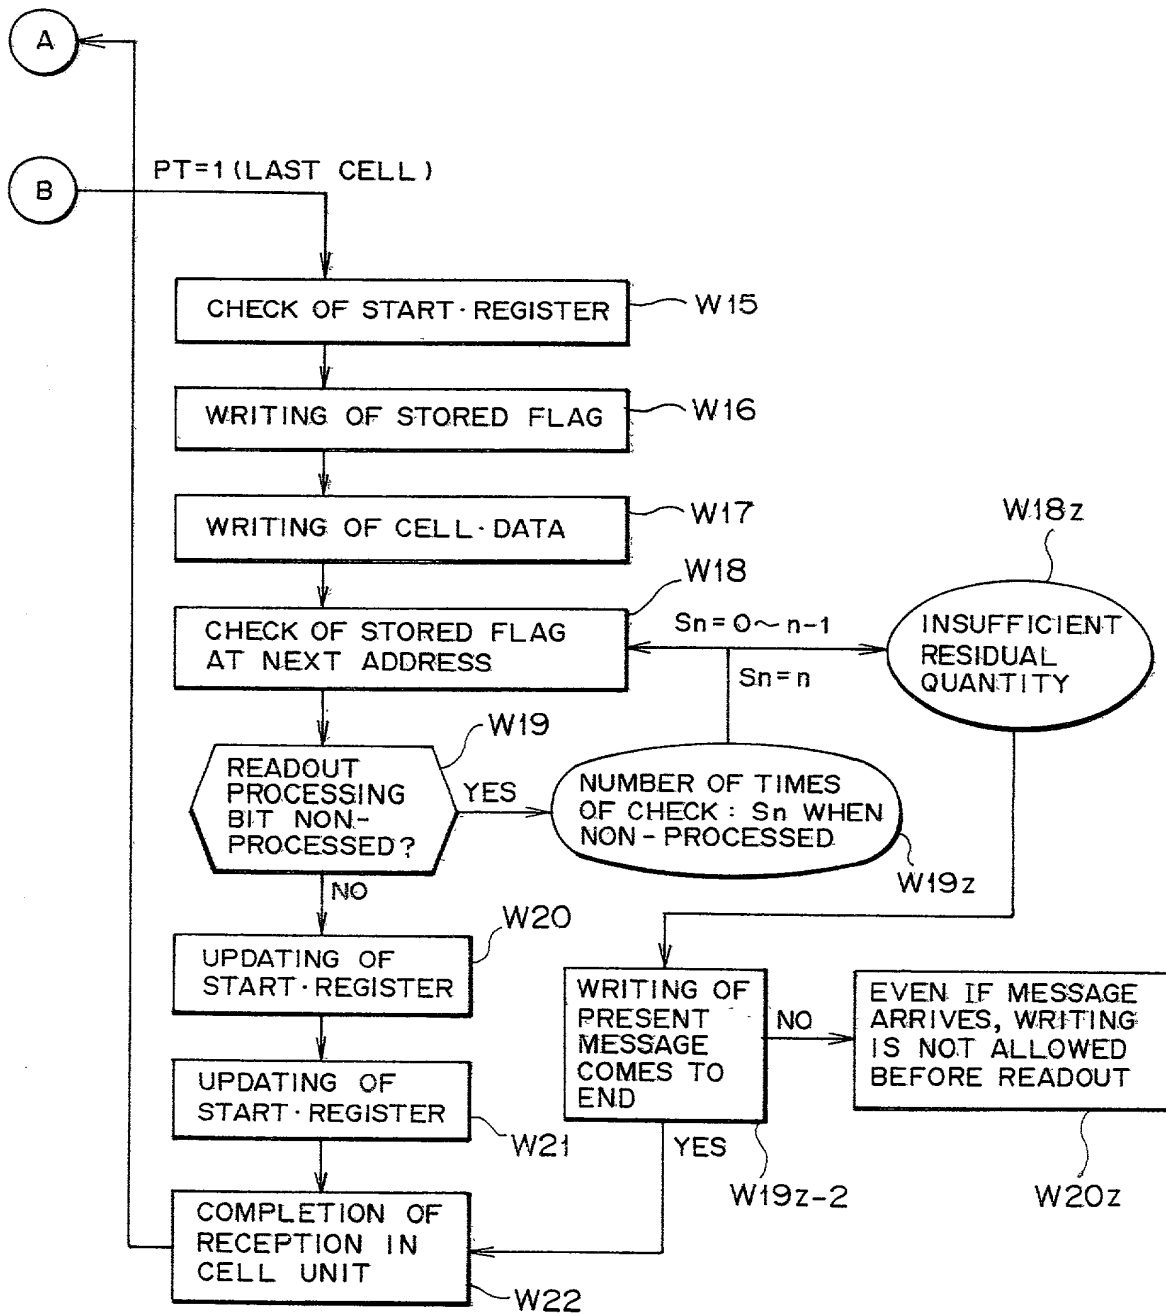 A
PT=1 (LAST CELL)
B
CHECK OF START·REGISTER
W15
WRITING OF STORED FLAG
W16
WRITING OF CELL·DATA
W17
W18
CHECK OF STORED FLAG
AT NEXT ADDRESS
Sn=0~n-1
Sn=n
W18z
INSUFFICIENT
RESIDUAL
QUANTITY
W19
READOUT
PROCESSING
BIT NON-
PROCESSED?
YES
NUMBER OF TIMES
OF CHECK : Sn WHEN
NON-PROCESSED
W19z
NO
W20
UPDATING OF
START·REGISTER
WRITING OF
PRESENT
MESSAGE
COMES TO
END
NO
EVEN IF MESSAGE
ARRIVES, WRITING
IS NOT ALLOWED
BEFORE READOUT
UPDATING OF
START·REGISTER
W21
YES
W19z-2
W20z
COMPLETION OF
RECEPTION IN
CELL UNIT
W22